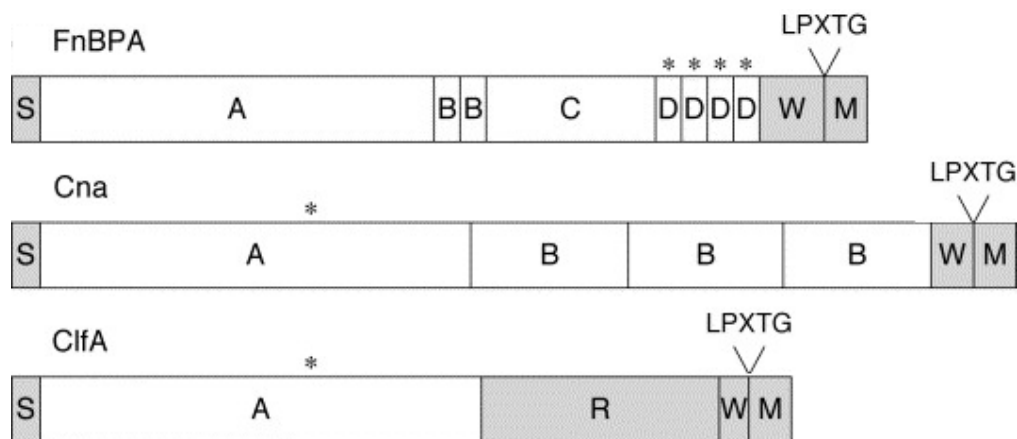 FnBPA
LPXTG
* * * *
S A B B C D D D D W M
Cna
LPXTG
*
S A B B B W M
ClfA
LPXTG
*
S A R W M